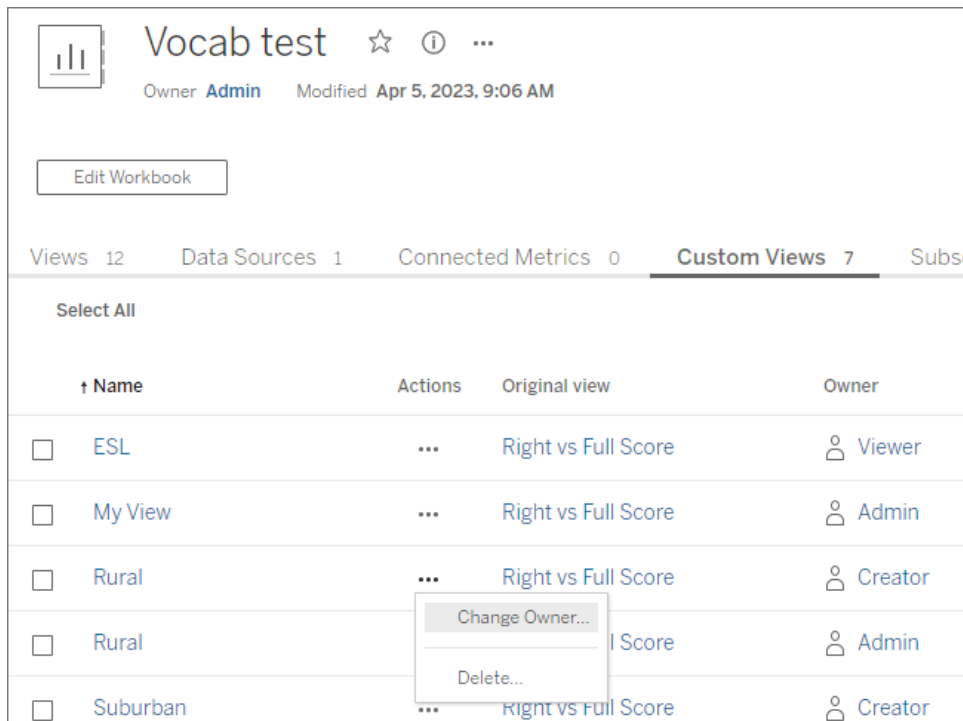 Vocab test
Owner Admin Modified Apr 5, 2023, 9:06 AM
Edit Workbook
Views 12 Data Sources 1 Connected Metrics 0 Custom Views 7
Select All
↑ Name Actions Original view Owner
ESL ••• Right vs Full Score Viewer
My View ••• Right vs Full Score Admin
Rural ••• Right vs Full Score Creator
Change Owner...
Rural Score Admin
Delete...
Suburban ••• Right vs Full Score Creator